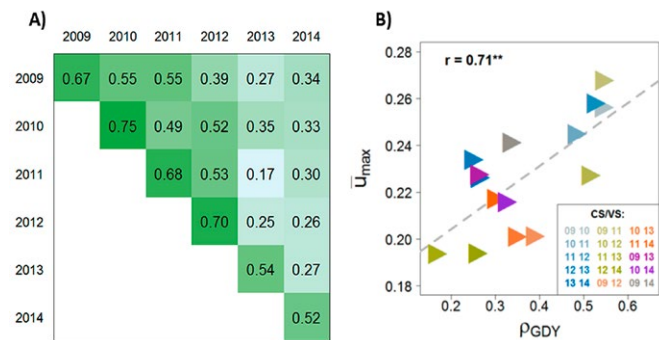 A)
2009 2010 2011 2012 2013 2014
2009 0.67 0.55 0.55 0.39 0.27 0.34
2010 0.75 0.49 0.52 0.35 0.33
2011 0.68 0.53 0.17 0.30
2012 0.70 0.25 0.26
2013 0.54 0.27
2014 0.52
B)
r = 0.71**
0.28
0.26
0.24
0.22
0.20
0.18
u̅max
CS/VS:
09 10 09 11 10 13
10 11 10 12 11 14
11 12 11 13 09 13
12 13 12 14 10 14
13 14 09 12 09 14
0.2 0.3 0.4 0.5 0.6
ρGDY